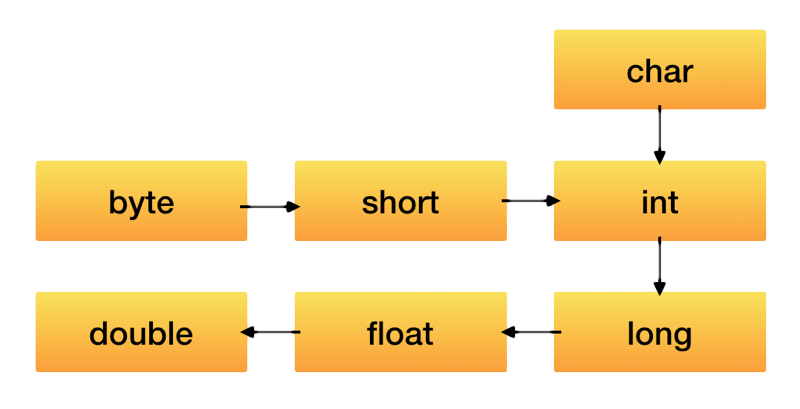 char
byte
short
int
double
float
long